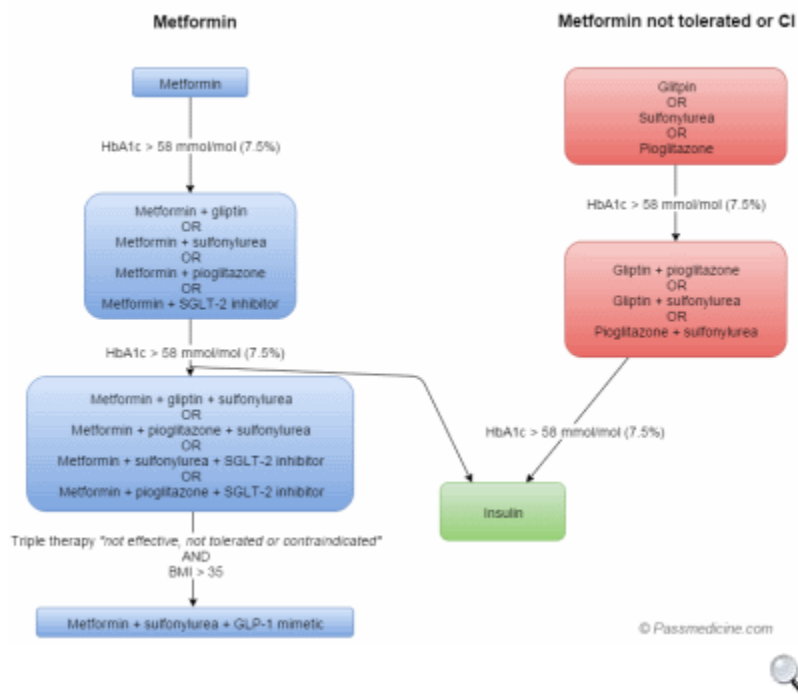 Metformin
Metformin
HbA1c > 58 mmol/mol (7.5%)
Metformin + gliptin
OR
Metformin + sulfonylurea
OR
Metformin + pioglitazone
OR
Metformin + SGLT-2 inhibitor
HbA1c > 58 mmol/mol (7.5%)
Metformin + gliptin + sulfonylurea
OR
Metformin + pioglitazone + sulfonylurea
OR
Metformin + sulfonylurea + SGLT-2 inhibitor
OR
Metformin + pioglitazone + SGLT-2 inhibitor
Triple therapy "not effective, not tolerated or contraindicated"
AND
BMI > 35
Metformin + sulfonylurea + GLP-1 mimetic
Metformin not tolerated or CI
Glitpin
OR
Sulfonylurea
OR
Pioglitazone
HbA1c > 58 mmol/mol (7.5%)
Gliptin + pioglitazone
OR
Gliptin + sulfonylurea
OR
Pioglitazone + sulfonylurea
HbA1c > 58 mmol/mol (7.5%)
Insulin
© Passmedicine.com